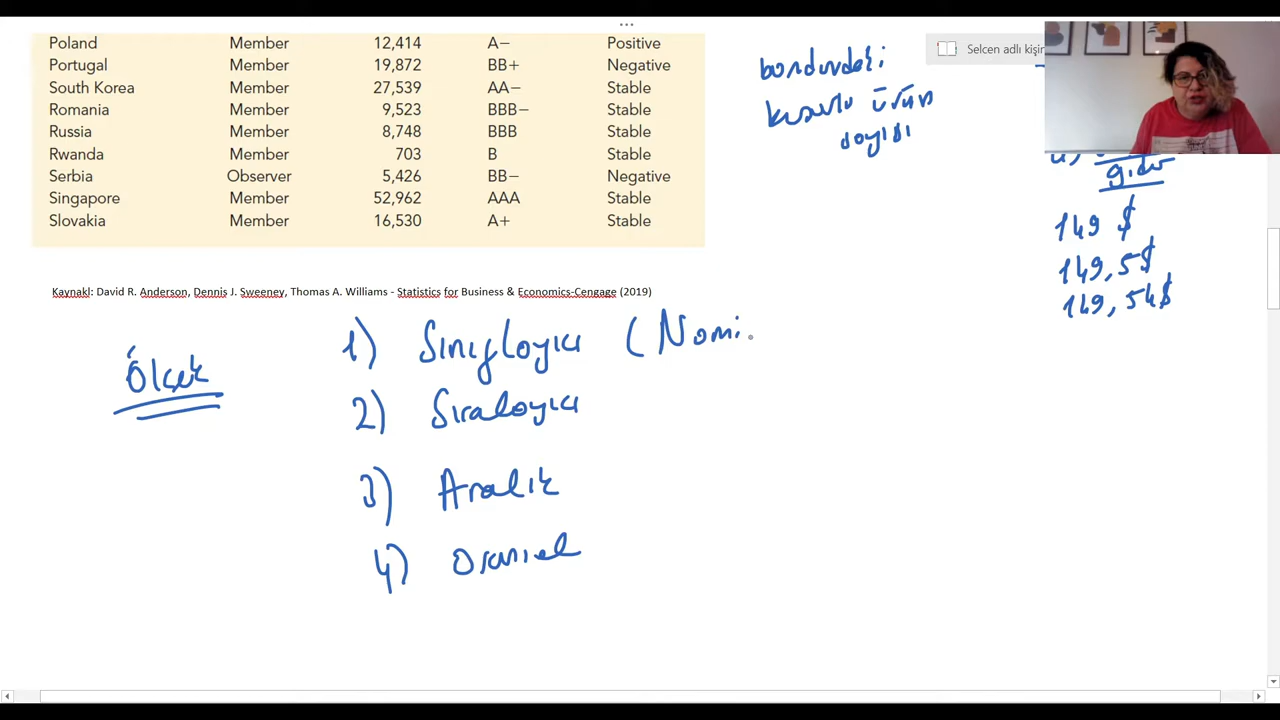 Poland Member 12,414 A− Positive
Portugal Member 19,872 BB+ Negative
South Korea Member 27,539 AA− Stable
Romania Member 9,523 BBB− Stable
Russia Member 8,748 BBB Stable
Rwanda Member 703 B Stable
Serbia Observer 5,426 BB− Negative
Singapore Member 52,962 AAA Stable
Slovakia Member 16,530 A+ Stable
Kaynakl: David R. Anderson, Dennis J. Sweeney, Thomas A. Williams - Statistics for Business & Economics-Cengage (2019)
Ölçek
1) Sınıflayıcı (Nomi
2) Sıralayıcı
3) Aralık
4) Oransal
kusurlu ürün
sayısı
Selcen adlı kişin
gider
149 $
149,5$
149,54$